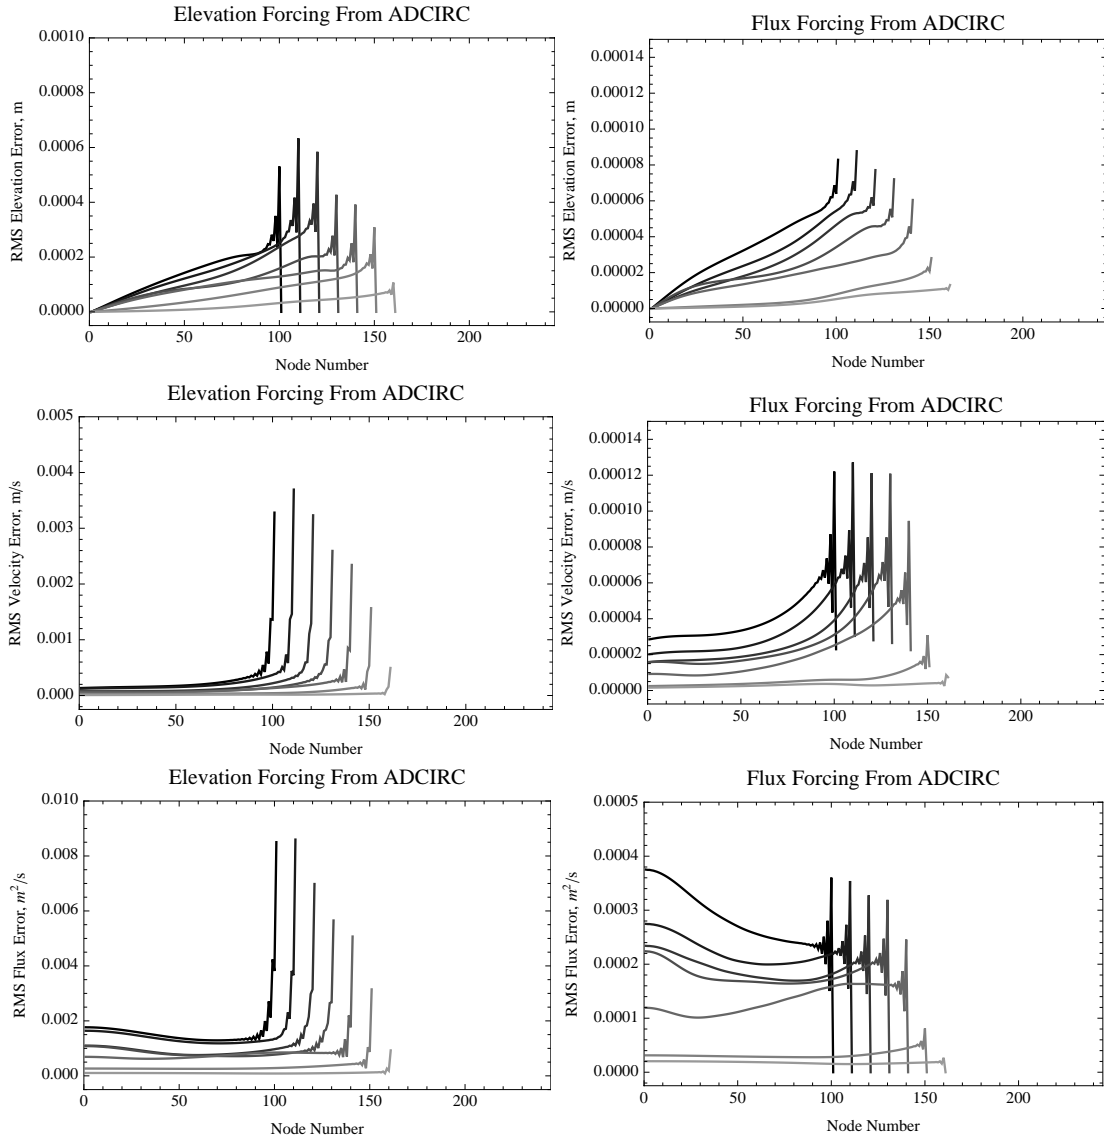 Elevation Forcing From ADCIRC
0.0010
0.0008
0.0006
0.0004
0.0002
0.0000
RMS Elevation Error, m
0 50 100 150 200
Node Number
Flux Forcing From ADCIRC
0.00014
0.00012
0.00010
0.00008
0.00006
0.00004
0.00002
0.00000
RMS Elevation Error, m
0 50 100 150 200
Node Number
Elevation Forcing From ADCIRC
0.005
0.004
0.003
0.002
0.001
0.000
RMS Velocity Error, m/s
0 50 100 150 200
Node Number
Flux Forcing From ADCIRC
0.00014
0.00012
0.00010
0.00008
0.00006
0.00004
0.00002
0.00000
RMS Velocity Error, m/s
0 50 100 150 200
Node Number
Elevation Forcing From ADCIRC
0.010
0.008
0.006
0.004
0.002
0.000
RMS Flux Error, m²/s
0 50 100 150 200
Node Number
Flux Forcing From ADCIRC
0.0005
0.0004
0.0003
0.0002
0.0001
0.0000
RMS Flux Error, m²/s
0 50 100 150 200
Node Number